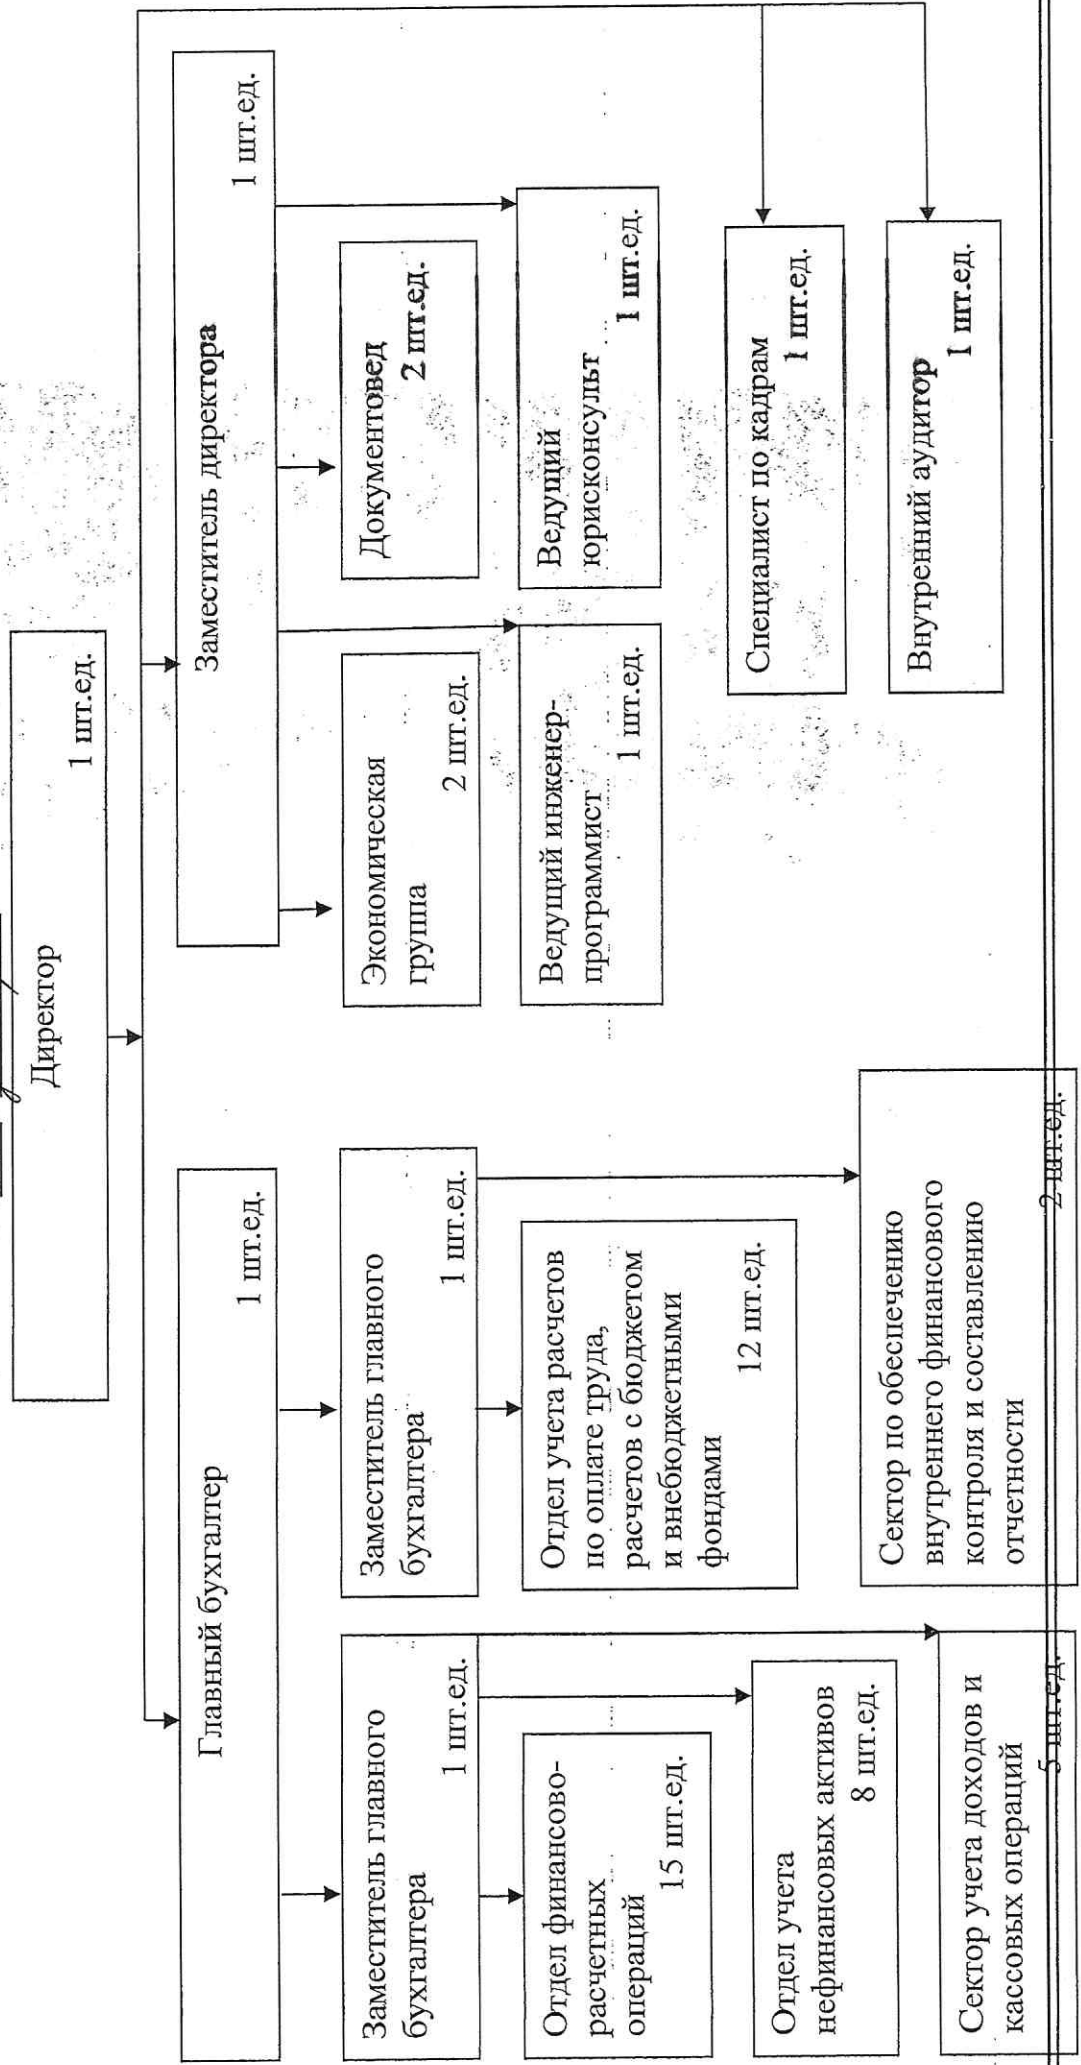 Директор
1 шт.ед.
Главный бухгалтер
1 шт.ед.
Заместитель директора
1 шт.ед.
Заместитель главного
бухгалтера
1 шт.ед.
Заместитель главного
бухгалтера
1 шт.ед.
Экономическая
группа
2 шт.ед.
Документовед
2 шт.ед.
Отдел финансово-
расчетных
операций
15 шт.ед.
Отдел учета расчетов
по оплате труда,
расчетов с бюджетом
и внебюджетными
фондами
12 шт.ед.
Ведущий инженер-
программист
1 шт.ед.
Ведущий
юрисконсульт
1 шт.ед.
Отдел учета
нефинансовых активов
8 шт.ед.
Специалист по кадрам
1 шт.ед.
Сектор учета доходов и
кассовых операций
5 шт.ед.
Сектор по обеспечению
внутреннего финансового
контроля и составлению
отчетности
2 шт.ед.
Внутренний аудитор
1 шт.ед.